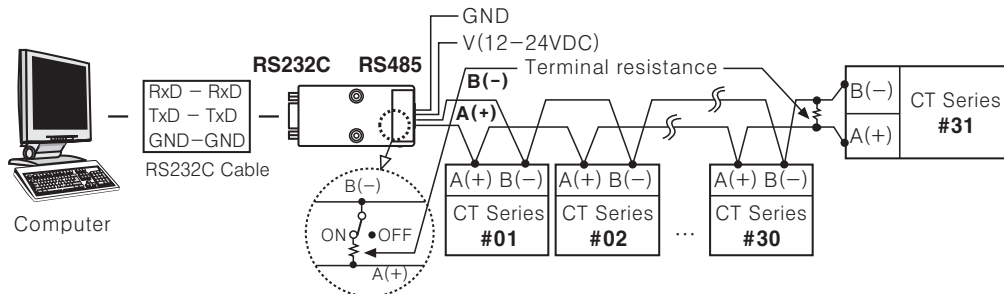 GND
V(12-24VDC)
RS232C RS485
Terminal resistance
B(-)
A(+)
RxD - RxD
TxD - TxD
GND-GND
RS232C Cable
Computer
B(-)
ON OFF
A(+)
A(+) B(-)
CT Series
#01
A(+) B(-)
CT Series
#02
...
A(+) B(-)
CT Series
#30
B(-)
A(+)
CT Series
#31